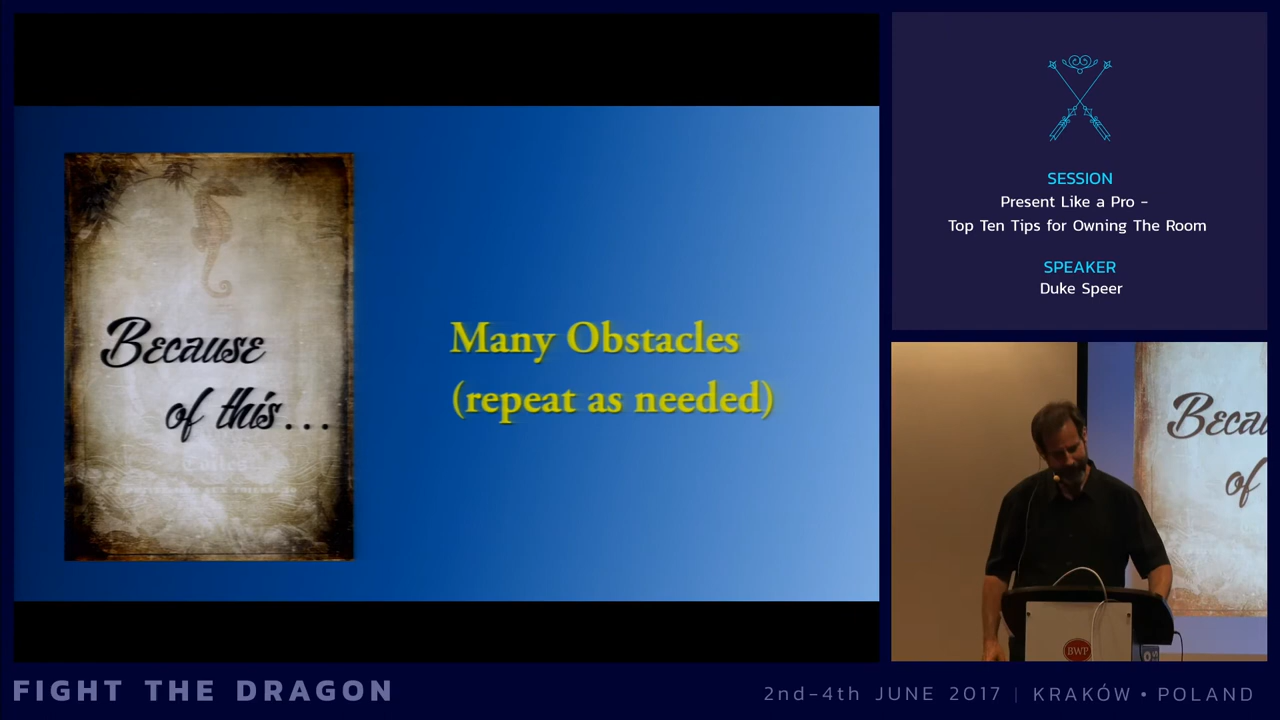 Because
of this...
Many Obstacles
(repeat as needed)
SESSION
Present Like a Pro -
Top Ten Tips for Owning The Room
SPEAKER
Duke Speer
Becau
of
BWP
FIGHT THE DRAGON
2nd-4th JUNE 2017 | KRAKÓW • POLAND